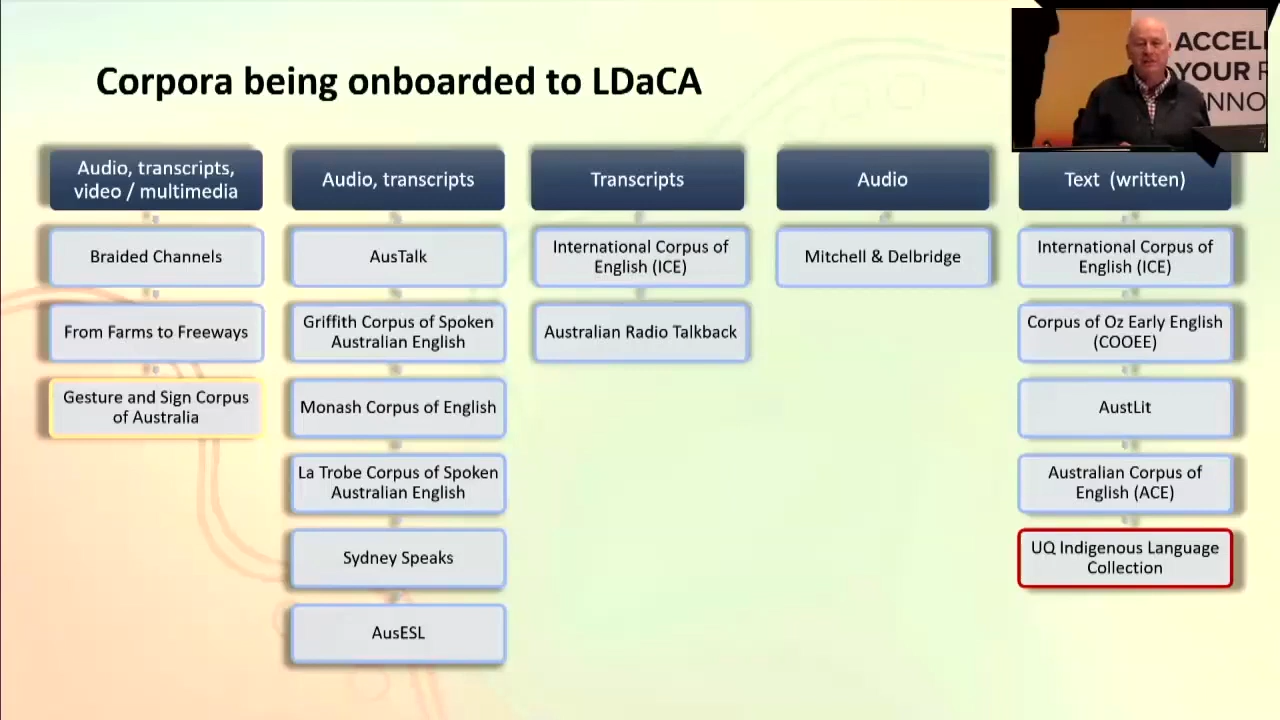 Corpora being onboarded to LDaCA
ACCEL
YOUR R
NNO
Audio, transcripts,
video / multimedia
Braided Channels
From Farms to Freeways
Gesture and Sign Corpus
of Australia
Audio, transcripts
AusTalk
Griffith Corpus of Spoken
Australian English
Monash Corpus of English
La Trobe Corpus of Spoken
Australian English
Sydney Speaks
AusESL
Transcripts
International Corpus of
English (ICE)
Australian Radio Talkback
Audio
Mitchell & Delbridge
Text (written)
International Corpus of
English (ICE)
Corpus of Oz Early English
(COOEE)
AustLit
Australian Corpus of
English (ACE)
UQ Indigenous Language
Collection